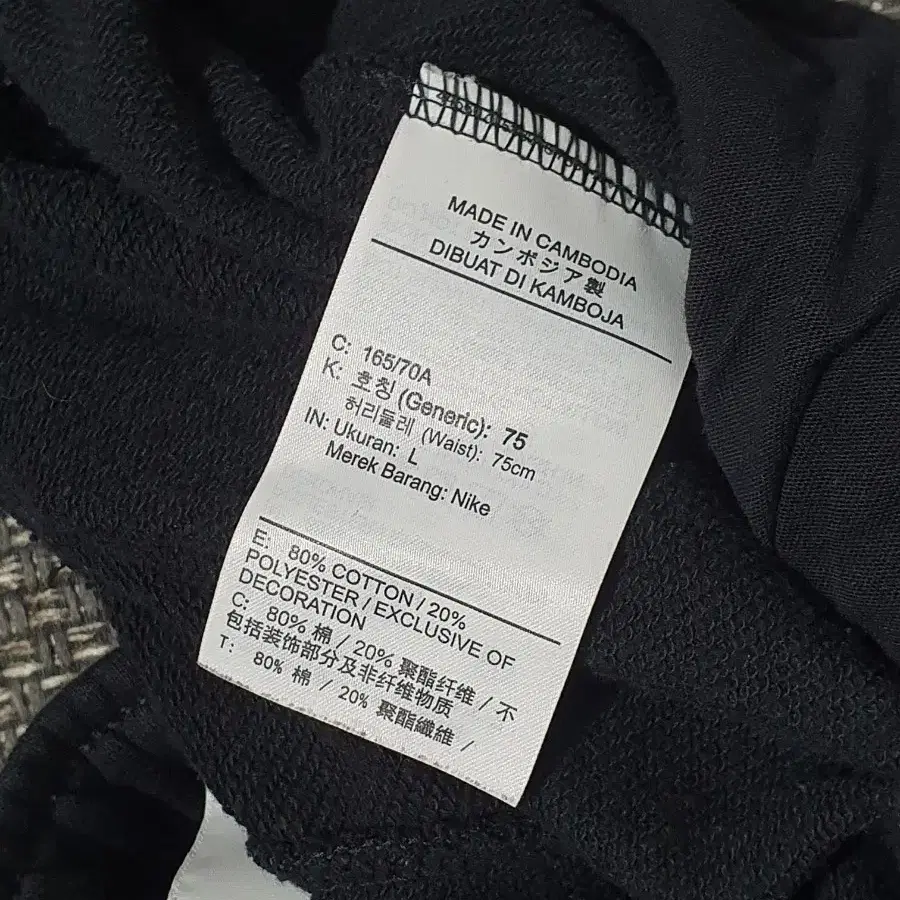 MADE IN CAMBODIA
カンボジア製
DIBUAT DI KAMBOJA
C: 165/70A
K: 호칭 (Generic): 75
허리둘레 (Waist): 75cm
IN: Ukuran: L
Merek Barang: Nike
E: 80% COTTON / 20%
POLYESTER / EXCLUSIVE OF
DECORATION
C: 80% 棉 / 20% 聚酯纤维 / 不
包括装饰部分及非纤维物质
T: 80% 棉 / 20% 聚酯纖維 /